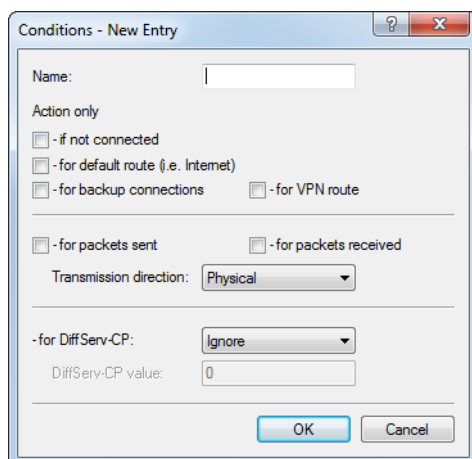 Conditions - New Entry
Name:
Action only
- if not connected
- for default route (i.e. Internet)
- for backup connections - for VPN route
- for packets sent - for packets received
Transmission direction: Physical
- for DiffServ-CP: Ignore
DiffServ-CP value: 0
OK Cancel